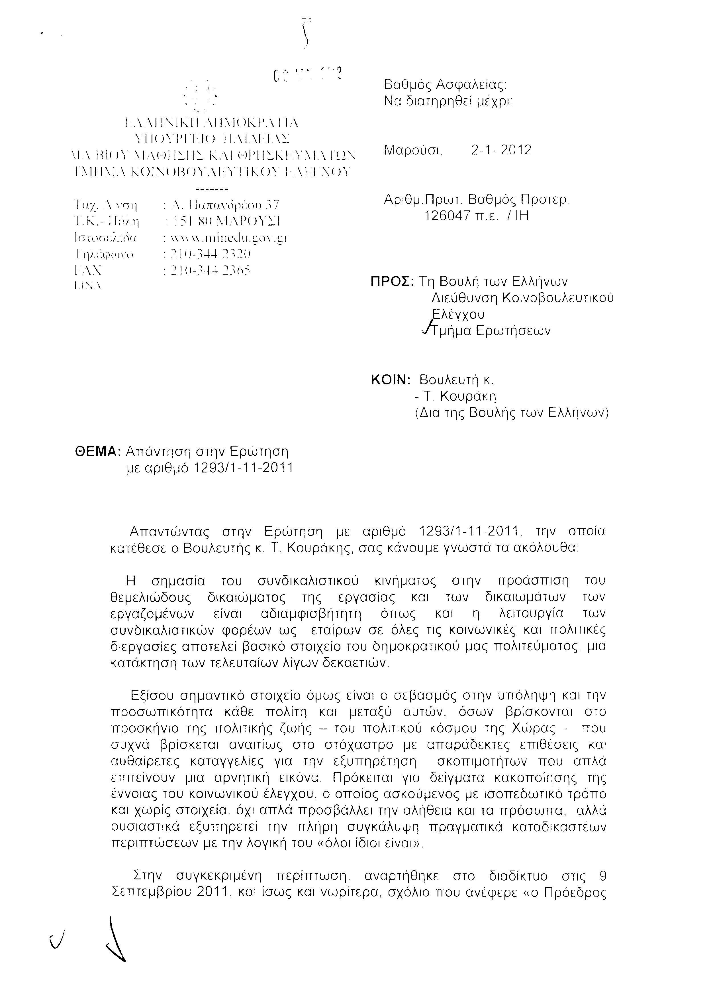 Βαθμός Ασφαλείας:
Να διατηρηθεί μέχρι:
ΕΛΛΗΝΙΚΗ ΔΗΜΟΚΡΑΤΙΑ
ΥΠΟΥΡΓΕΙΟ ΠΑΙΔΕΙΑΣ
ΔΙΑ ΒΙΟΥ ΜΑΘΗΣΗΣ ΚΑΙ ΘΡΗΣΚΕΥΜΑΤΩΝ
ΤΜΗΜΑ ΚΟΙΝΟΒΟΥΛΕΥΤΙΚΟΥ ΕΛΕΓΧΟΥ
-------
Μαρούσι, 2-1- 2012
Ταχ. Δ/νση : Α. Παπανδρέου 37
Τ.Κ.- Πόλη : 151 80 ΜΑΡΟΥΣΙ
Ιστοσελίδα : www.minedu.gov.gr
Τηλέφωνο : 210-344 2320
FAX : 210-344 2365
Αριθμ.Πρωτ. Βαθμός Προτερ.
126047 π.ε. / ΙΗ
ΠΡΟΣ: Τη Βουλή των Ελλήνων
Διεύθυνση Κοινοβουλευτικού
Ελέγχου
Τμήμα Ερωτήσεων
ΚΟΙΝ: Βουλευτή κ.
- Τ. Κουράκη
(Δια της Βουλής των Ελλήνων)
ΘΕΜΑ: Απάντηση στην Ερώτηση
με αριθμό 1293/1-11-2011
Απαντώντας στην Ερώτηση με αριθμό 1293/1-11-2011, την οποία
κατέθεσε ο Βουλευτής κ. Τ. Κουράκης, σας κάνουμε γνωστά τα ακόλουθα:
Η σημασία του συνδικαλιστικού κινήματος στην προάσπιση του
θεμελιώδους δικαιώματος της εργασίας και των δικαιωμάτων των
εργαζομένων είναι αδιαμφισβήτητη όπως και η λειτουργία των
συνδικαλιστικών φορέων ως εταίρων σε όλες τις κοινωνικές και πολιτικές
διεργασίες αποτελεί βασικό στοιχείο του δημοκρατικού μας πολιτεύματος, μια
κατάκτηση των τελευταίων λίγων δεκαετιών.
Εξίσου σημαντικό στοιχείο όμως είναι ο σεβασμός στην υπόληψη και την
προσωπικότητα κάθε πολίτη και μεταξύ αυτών, όσων βρίσκονται στο
προσκήνιο της πολιτικής ζωής – του πολιτικού κόσμου της Χώρας - που
συχνά βρίσκεται αναιτίως στο στόχαστρο με απαράδεκτες επιθέσεις και
αυθαίρετες καταγγελίες για την εξυπηρέτηση σκοπιμοτήτων που απλά
επιτείνουν μια αρνητική εικόνα. Πρόκειται για δείγματα κακοποίησης της
έννοιας του κοινωνικού έλεγχου, ο οποίος ασκούμενος με ισοπεδωτικό τρόπο
και χωρίς στοιχεία, όχι απλά προσβάλλει την αλήθεια και τα πρόσωπα, αλλά
ουσιαστικά εξυπηρετεί την πλήρη συγκάλυψη πραγματικά καταδικαστέων
περιπτώσεων με την λογική του «όλοι ίδιοι είναι».
Στην συγκεκριμένη περίπτωση, αναρτήθηκε στο διαδίκτυο στις 9
Σεπτεμβρίου 2011, και ίσως και νωρίτερα, σχόλιο που ανέφερε «ο Πρόεδρος